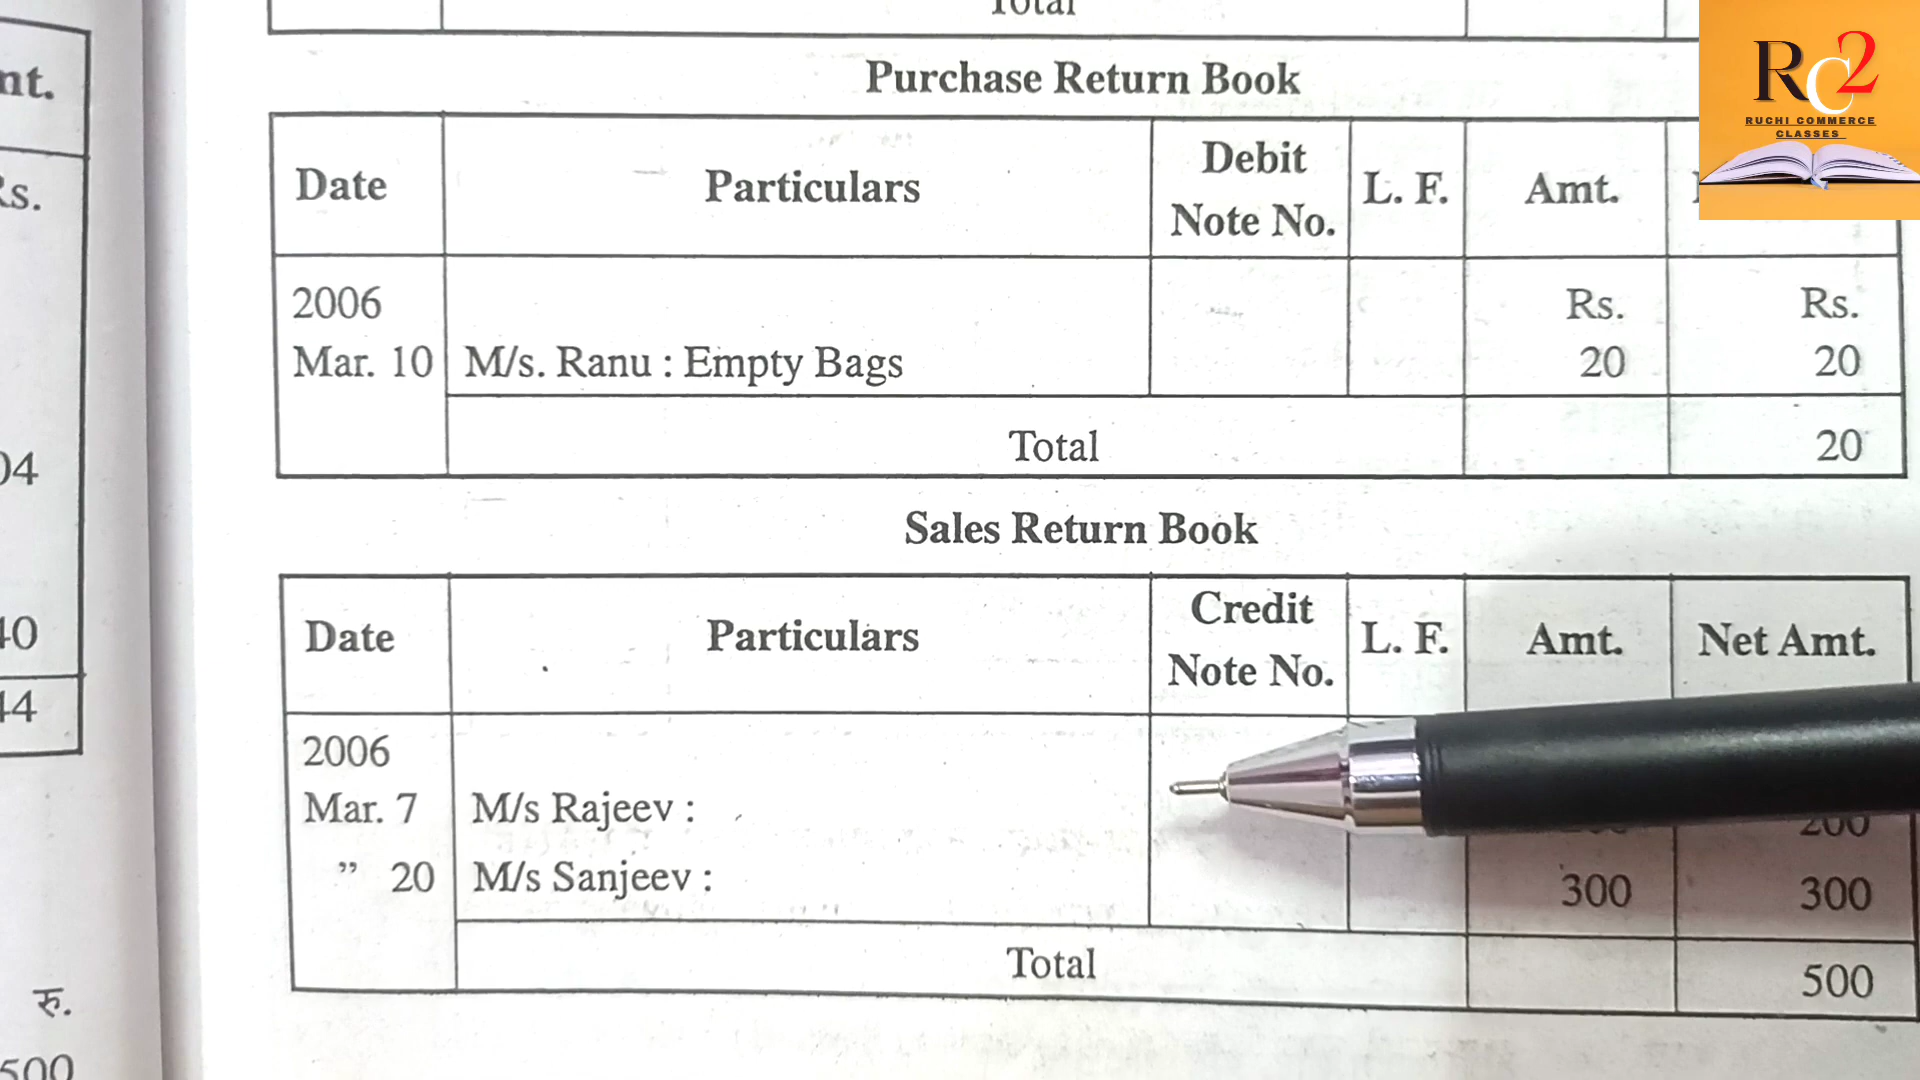 nt.
Rs.
04
40
44
रु.
500
Total
Purchase Return Book
Date Particulars Debit Note No. L. F. Amt.
2006 Rs. Rs.
Mar. 10 M/s. Ranu : Empty Bags 20 20
Total 20
Sales Return Book
Date Particulars Credit Note No. L. F. Amt. Net Amt.
2006
Mar. 7 M/s Rajeev : 200
” 20 M/s Sanjeev : 300 300
Total 500
RC2
RUCHI COMMERCE
CLASSES